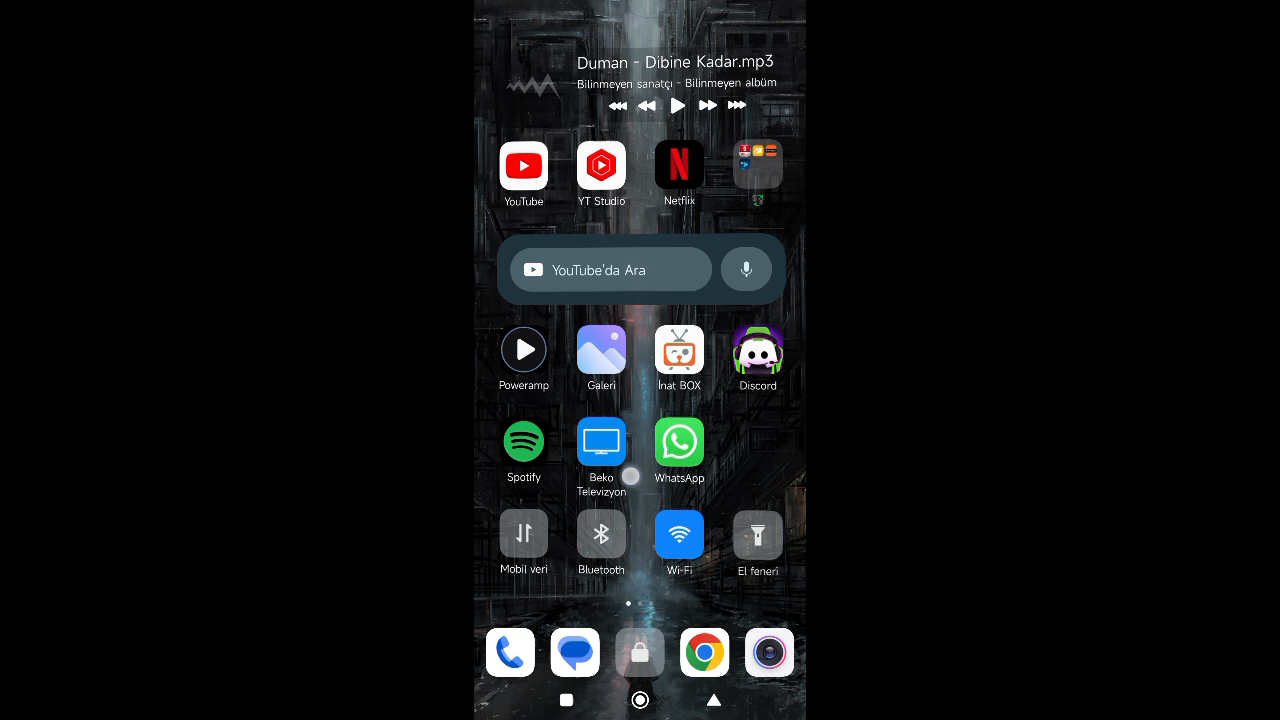 Duman - Dibine Kadar.mp3
Bilinmeyen sanatçı - Bilinmeyen albüm
YouTube
YT Studio
Netflix
YouTube'da Ara
Poweramp
Galeri
İnat BOX
Discord
Spotify
Beko
Televizyon
WhatsApp
Mobil veri
Bluetooth
Wi-Fi
El feneri